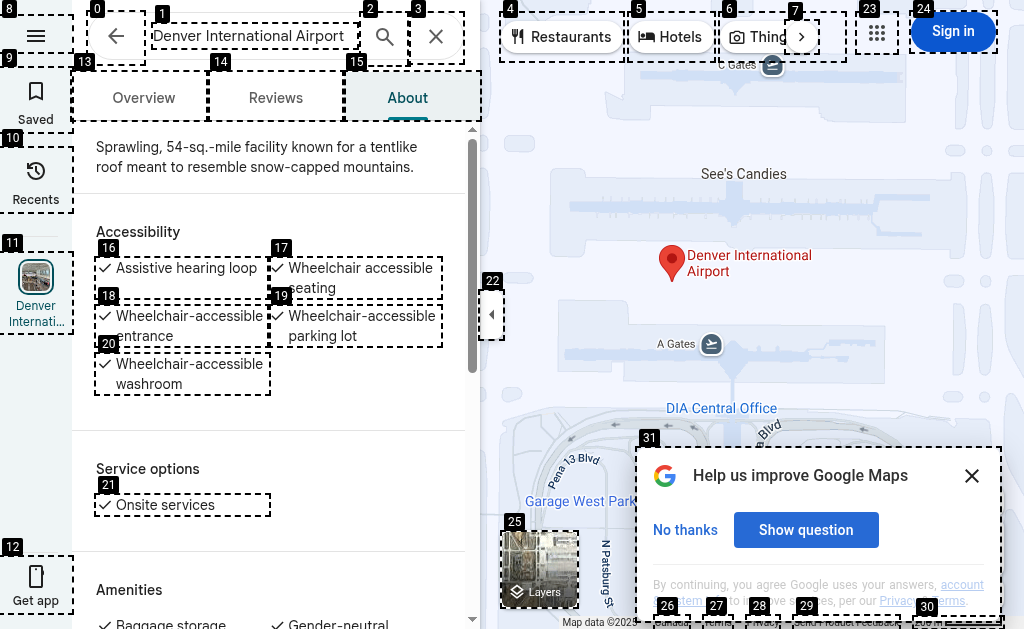 8
0
1
Denver International Airport
2
3
4
Restaurants
5
Hotels
6
Thing
7
23
24
Sign in
9
Saved
13
Overview
14
Reviews
15
About
C Gates
10
Recents
Sprawling, 54-sq.-mile facility known for a tentlike
roof meant to resemble snow-capped mountains.
See's Candies
11
Denver
Internati...
Accessibility
16
Assistive hearing loop
17
Wheelchair accessible
seating
18
Wheelchair-accessible
entrance
19
Wheelchair-accessible
parking lot
20
Wheelchair-accessible
washroom
22
Denver International
Airport
A Gates
DIA Central Office
Blvd
Pena 13 Blvd
Garage West Park
N Patsburg St
Service options
21
Onsite services
12
Get app
Amenities
Baggage storage
Gender-neutral
25
Layers
31
Help us improve Google Maps
No thanks
Show question
By continuing, you agree Google uses your answers, account
services, per our
26
27
28
29
30
Map data ©2025
Canada
Terms
Privacy
Send Product Feedback